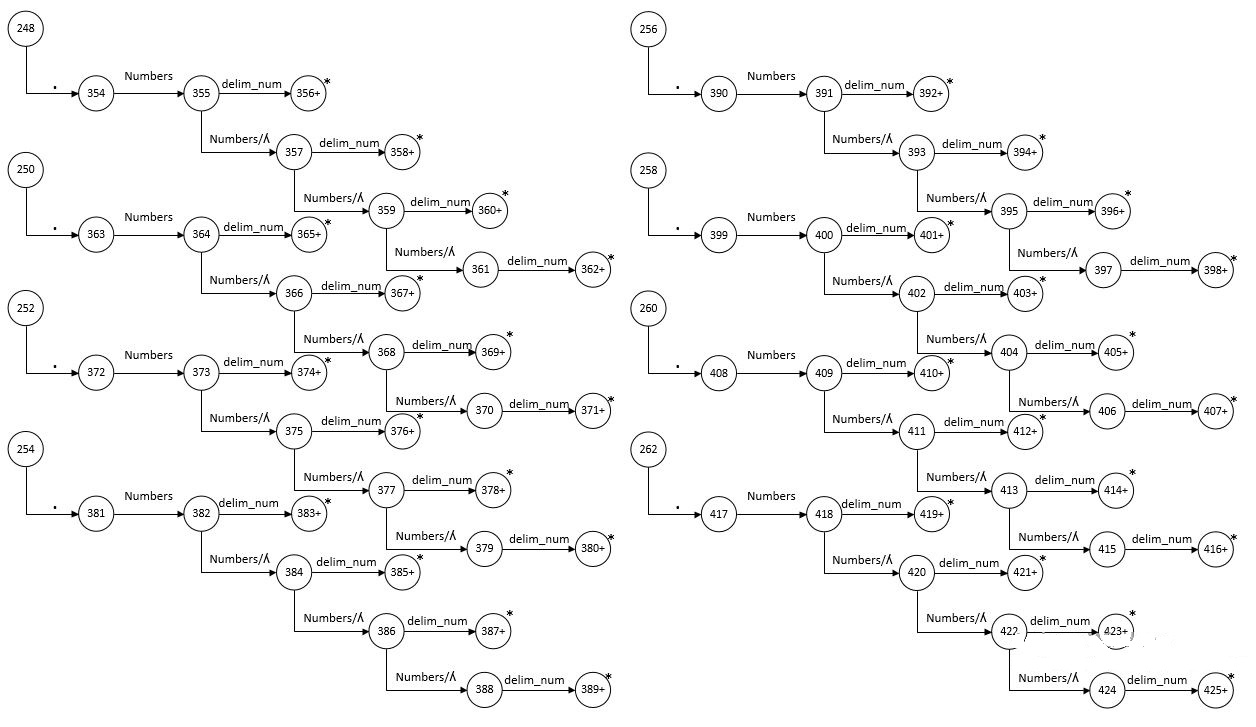 248
. 354 Numbers 355 delim_num 356+ *
Numbers/λ 357 delim_num 358+ *
Numbers/λ 359 delim_num 360+ *
Numbers/λ 361 delim_num 362+ *
250
. 363 Numbers 364 delim_num 365+ *
Numbers/λ 366 delim_num 367+ *
Numbers/λ 368 delim_num 369+ *
Numbers/λ 370 delim_num 371+ *
252
. 372 Numbers 373 delim_num 374+ *
Numbers/λ 375 delim_num 376+ *
Numbers/λ 377 delim_num 378+ *
Numbers/λ 379 delim_num 380+ *
254
. 381 Numbers 382 delim_num 383+ *
Numbers/λ 384 delim_num 385+ *
Numbers/λ 386 delim_num 387+ *
Numbers/λ 388 delim_num 389+ *
256
. 390 Numbers 391 delim_num 392+ *
Numbers/λ 393 delim_num 394+ *
Numbers/λ 395 delim_num 396+ *
Numbers/λ 397 delim_num 398+ *
258
. 399 Numbers 400 delim_num 401+ *
Numbers/λ 402 delim_num 403+ *
Numbers/λ 404 delim_num 405+ *
Numbers/λ 406 delim_num 407+ *
260
. 408 Numbers 409 delim_num 410+ *
Numbers/λ 411 delim_num 412+ *
Numbers/λ 413 delim_num 414+ *
Numbers/λ 415 delim_num 416+ *
262
. 417 Numbers 418 delim_num 419+ *
Numbers/λ 420 delim_num 421+ *
Numbers/λ 422 delim_num 423+ *
Numbers/λ 424 delim_num 425+ *